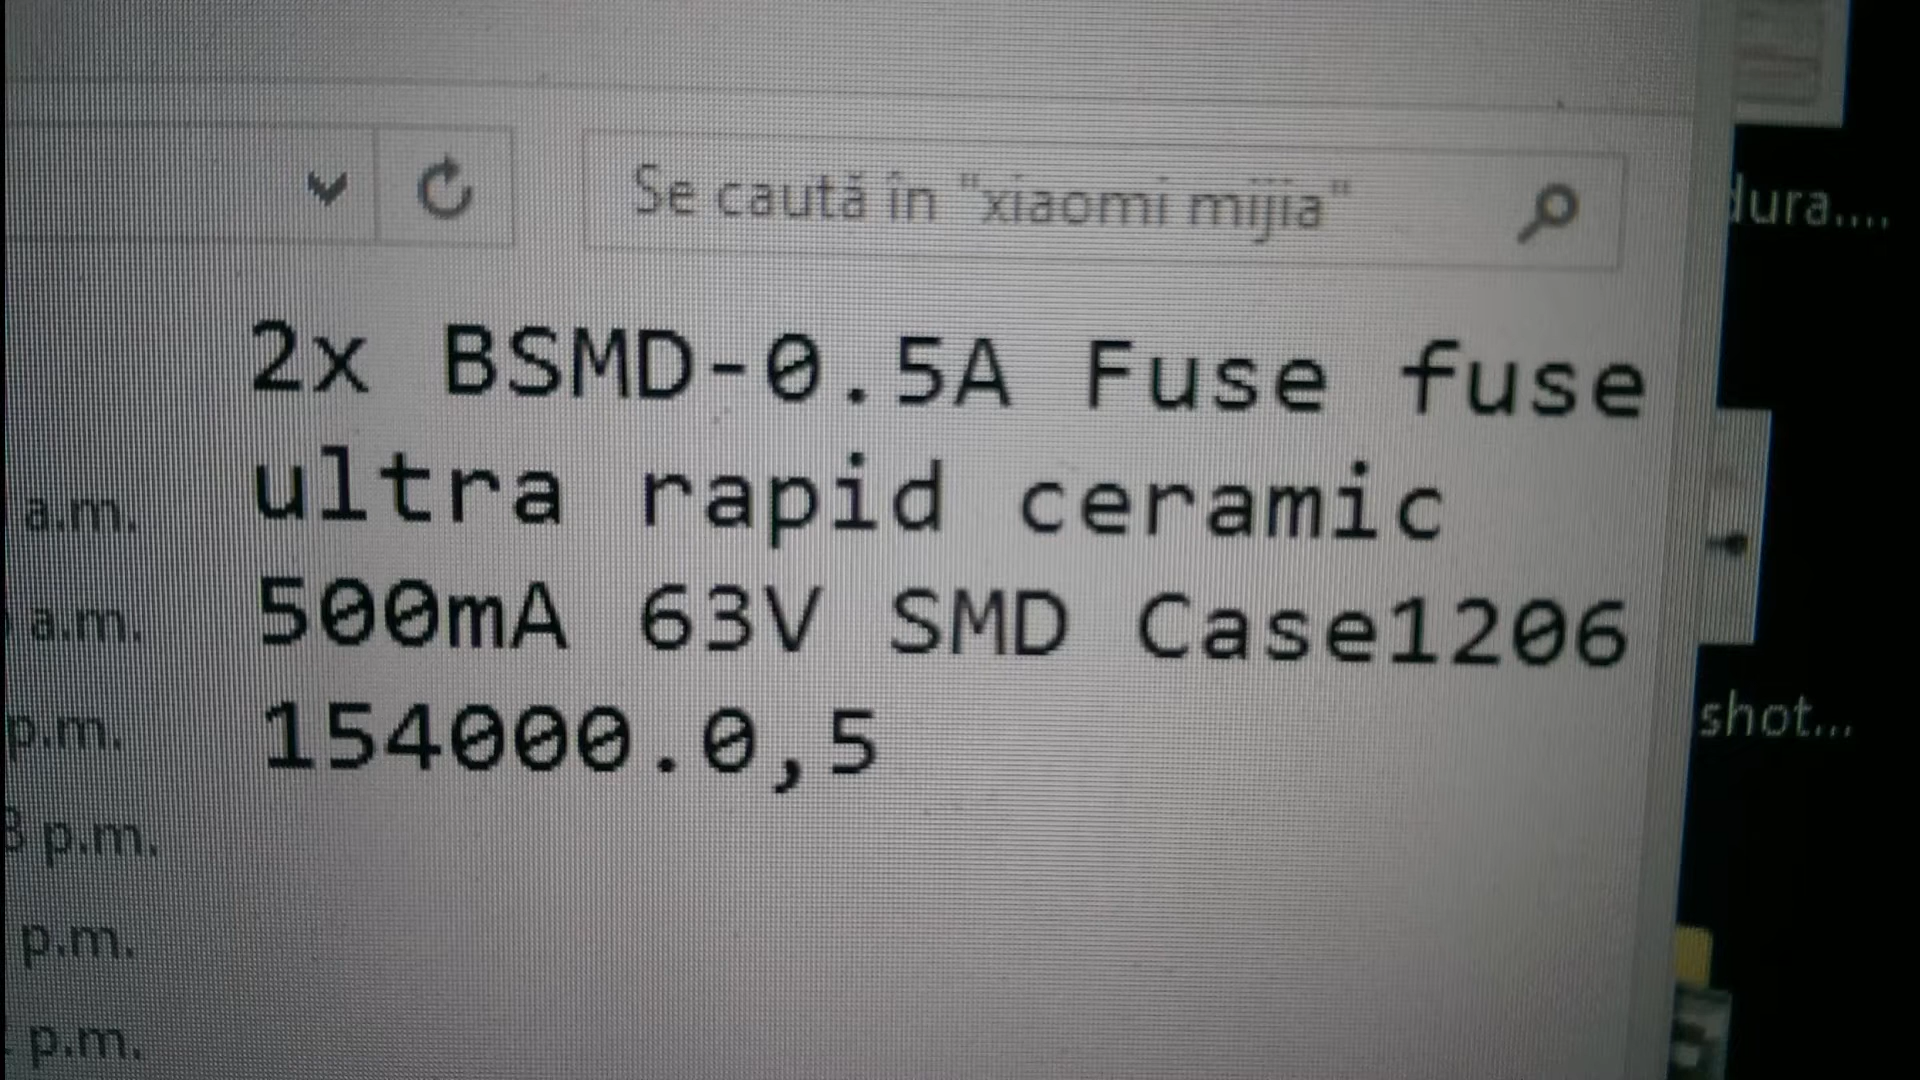 Se caută în "xiaomi mijia"
dura....
2x BSMD-0.5A Fuse fuse
ultra rapid ceramic
500mA 63V SMD Case1206
154000.0,5
a.m.
a.m.
p.m.
shot...
p.m.
p.m.
p.m.